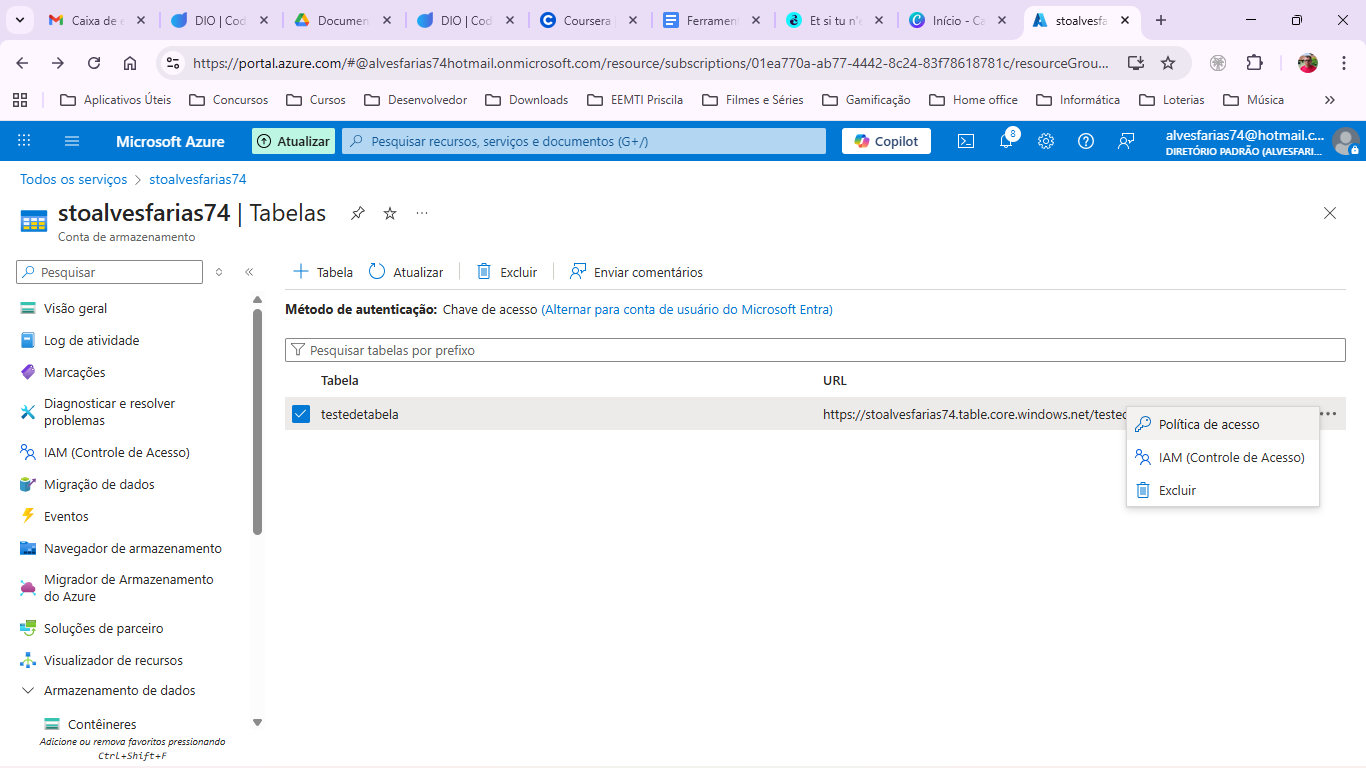 Caixa de e
DIO | Cod
Documen
DIO | Cod
Coursera
Ferrament
Et si tu n'e
Início - Ca
stoalvesfa
https://portal.azure.com/#@alvesfarias74hotmail.onmicrosoft.com/resource/subscriptions/01ea770a-ab77-4442-8c24-83f78618781c/resourceGrou...
Aplicativos Úteis
Concursos
Cursos
Desenvolvedor
Downloads
EEMTI Priscila
Filmes e Séries
Gamificação
Home office
Informática
Loterias
Música
Microsoft Azure
Atualizar
Pesquisar recursos, serviços e documentos (G+/)
Copilot
8
alvesfarias74@hotmail.c...
DIRETÓRIO PADRÃO (ALVESFARI...
Todos os serviços > stoalvesfarias74
stoalvesfarias74 | Tabelas
Conta de armazenamento
Pesquisar
Visão geral
Log de atividade
Marcações
Diagnosticar e resolver
problemas
IAM (Controle de Acesso)
Migração de dados
Eventos
Navegador de armazenamento
Migrador de Armazenamento
do Azure
Soluções de parceiro
Visualizador de recursos
Armazenamento de dados
Contêineres
Adicione ou remova favoritos pressionando
Ctrl+Shift+F
Tabela
Atualizar
Excluir
Enviar comentários
Método de autenticação: Chave de acesso (Alternar para conta de usuário do Microsoft Entra)
Pesquisar tabelas por prefixo
Tabela
URL
testedetabela
https://stoalvesfarias74.table.core.windows.net/tested
Política de acesso
IAM (Controle de Acesso)
Excluir